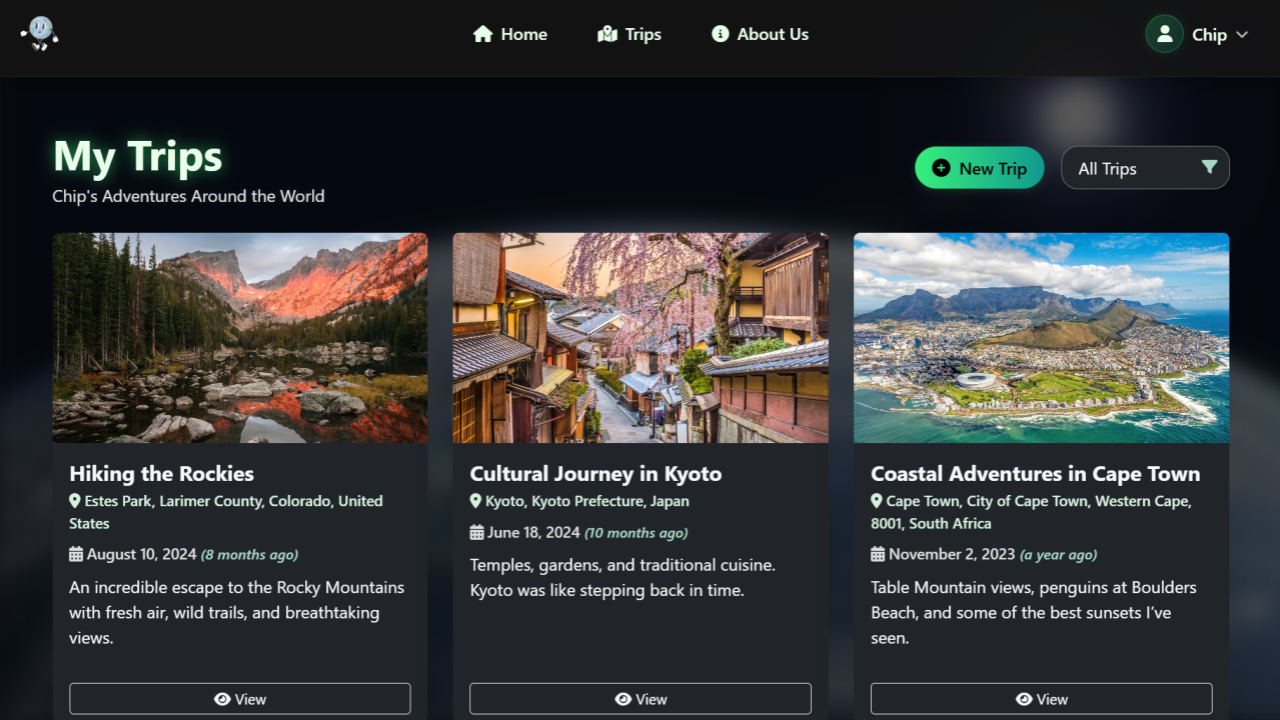 Home Trips About Us Chip
My Trips
Chip's Adventures Around the World
New Trip All Trips
Hiking the Rockies
Estes Park, Larimer County, Colorado, United
States
August 10, 2024 (8 months ago)
An incredible escape to the Rocky Mountains
with fresh air, wild trails, and breathtaking
views.
View
Cultural Journey in Kyoto
Kyoto, Kyoto Prefecture, Japan
June 18, 2024 (10 months ago)
Temples, gardens, and traditional cuisine.
Kyoto was like stepping back in time.
View
Coastal Adventures in Cape Town
Cape Town, City of Cape Town, Western Cape,
8001, South Africa
November 2, 2023 (a year ago)
Table Mountain views, penguins at Boulders
Beach, and some of the best sunsets I’ve
seen.
View